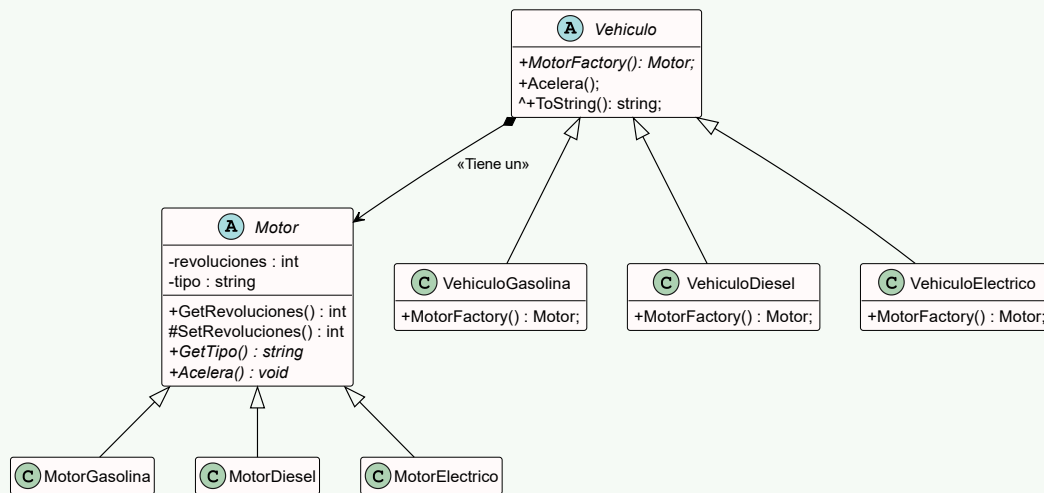 A Vehiculo
+MotorFactory(): Motor;
+Acelera();
^+ToString(): string;
«Tiene un»
A Motor
-revoluciones : int
-tipo : string
+GetRevoluciones() : int
#SetRevoluciones() : int
+GetTipo() : string
+Acelera() : void
C VehiculoGasolina
+MotorFactory() : Motor;
C VehiculoDiesel
+MotorFactory() : Motor;
C VehiculoElectrico
+MotorFactory() : Motor;
C MotorGasolina
C MotorDiesel
C MotorElectrico